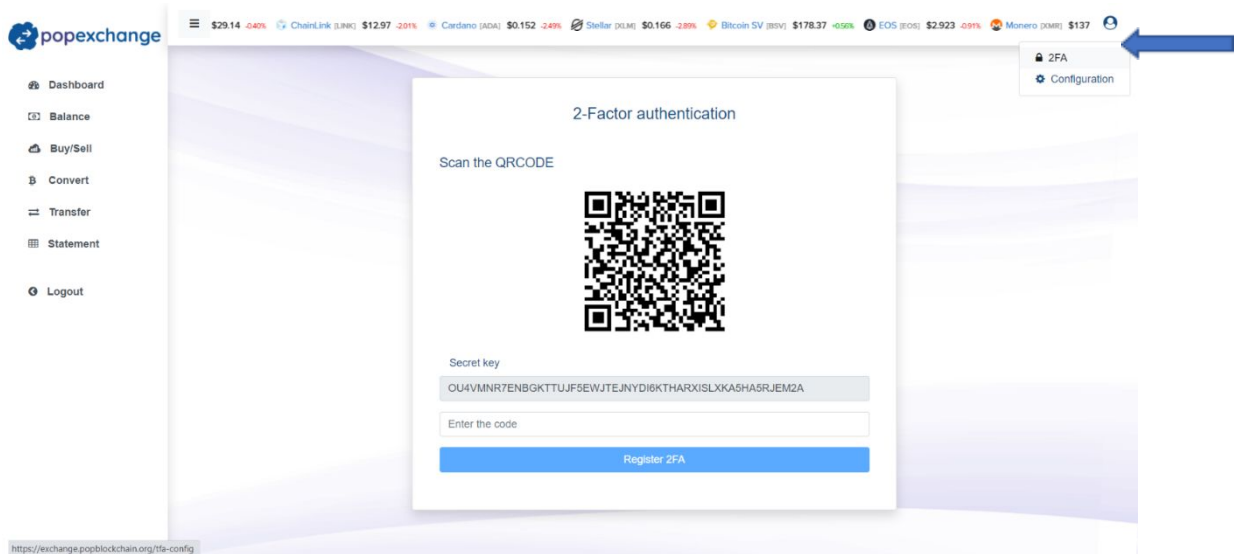 popexchange
$29.14 -0.40% ChainLink [LINK] $12.97 -2.01% Cardano [ADA] $0.152 -2.49% Stellar [XLM] $0.166 -2.89% Bitcoin SV [BSV] $178.37 +0.56% EOS [EOS] $2.923 -0.91% Monero [XMR] $137
2FA
Configuration
Dashboard
Balance
Buy/Sell
Convert
Transfer
Statement
Logout
2-Factor authentication
Scan the QRCODE
Secret key
OU4VMNR7ENBGKTTUJF5EWJTEJNYDI6KTHARXISLXKA5HA5RJEM2A
Enter the code
Register 2FA
https://exchange.popblockchain.org/tfa-config